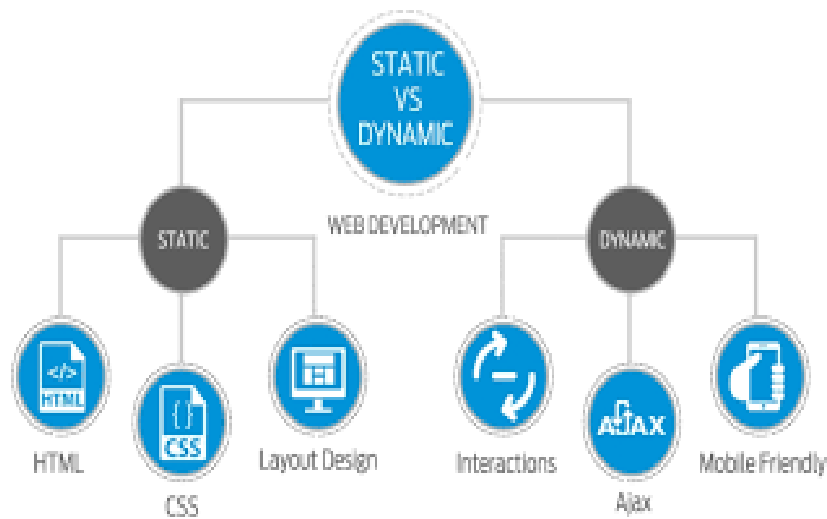 STATIC
VS
DYNAMIC
WEB DEVELOPMENT
STATIC
DYNAMIC
</>
HTML
HTML
{}
CSS
CSS
Layout Design
Interactions
AJAX
Ajax
Mobile Friendly